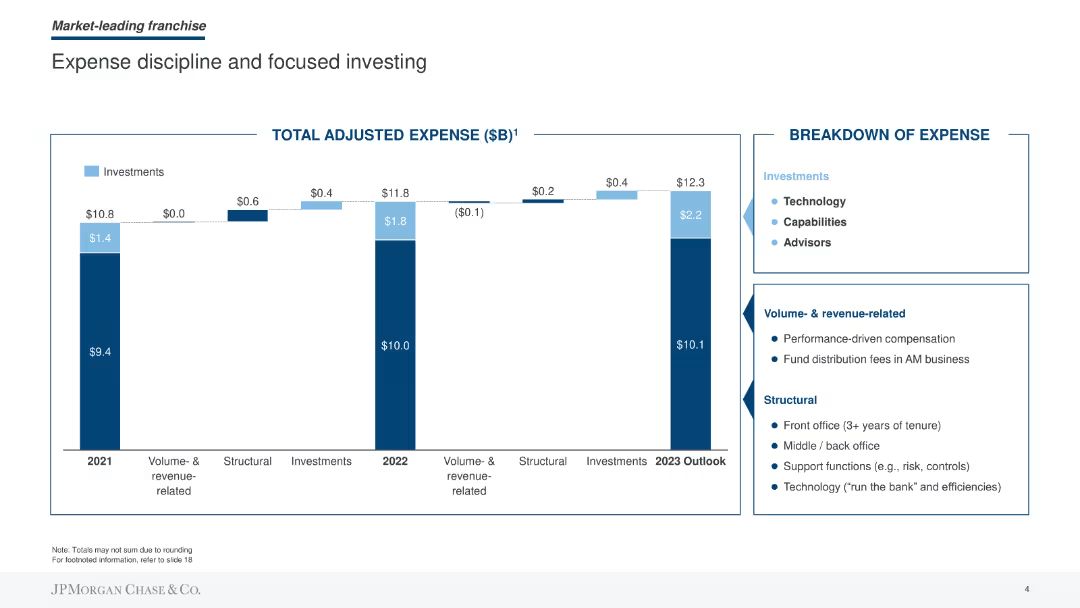 Market-leading franchise
Expense discipline and focused investing
TOTAL ADJUSTED EXPENSE ($B)¹
Investments
$10.8
$1.4
$9.4
$0.0
$0.6
$0.4
$11.8
$1.8
$10.0
($0.1)
$0.2
$0.4
$12.3
$2.2
$10.1
2021
Volume- &
revenue-
related
Structural
Investments
2022
Volume- &
revenue-
related
Structural
Investments
2023 Outlook
BREAKDOWN OF EXPENSE
Investments
Technology
Capabilities
Advisors
Volume- & revenue-related
Performance-driven compensation
Fund distribution fees in AM business
Structural
Front office (3+ years of tenure)
Middle / back office
Support functions (e.g., risk, controls)
Technology (“run the bank” and efficiencies)
Note: Totals may not sum due to rounding
For footnoted information, refer to slide 18
JPMORGAN CHASE & CO.
4